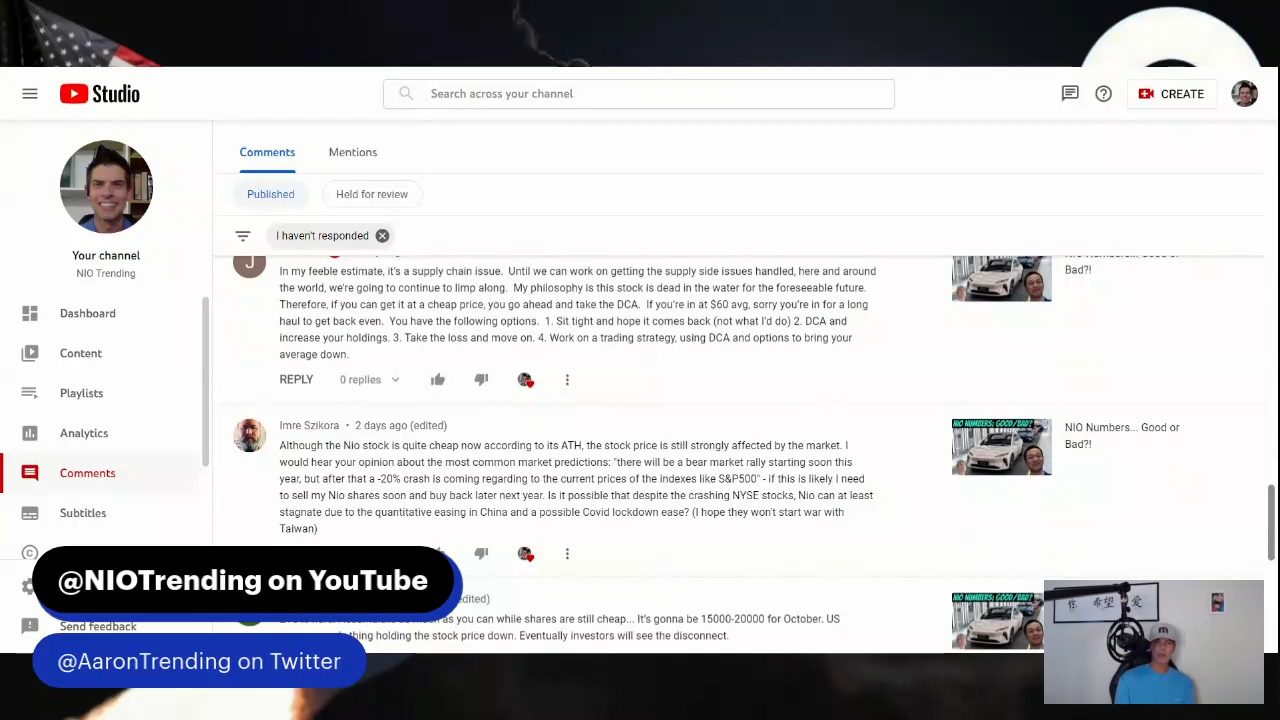 Studio
Search across your channel
CREATE
Your channel
NIO Trending
Dashboard
Content
Playlists
Analytics
Comments
Subtitles
Send feedback
Comments
Mentions
Published
Held for review
I haven't responded
J
In my feeble estimate, it's a supply chain issue. Until we can work on getting the supply side issues handled, here and around
the world, we're going to continue to limp along. My philosophy is this stock is dead in the water for the foreseeable future.
Therefore, if you can get it at a cheap price, you go ahead and take the DCA. If you're in at $60 avg, sorry you're in for a long
haul to get back even. You have the following options. 1. Sit tight and hope it comes back (not what I'd do) 2. DCA and
increase your holdings. 3. Take the loss and move on. 4. Work on a trading strategy, using DCA and options to bring your
average down.
REPLY
0 replies
Bad?!
Imre Szikora • 2 days ago (edited)
Although the Nio stock is quite cheap now according to its ATH, the stock price is still strongly affected by the market. I
would hear your opinion about the most common market predictions: "there will be a bear market rally starting soon this
year, but after that a -20% crash is coming regarding to the current prices of the indexes like S&P500" - if this is likely I need
to sell my Nio shares soon and buy back later next year. Is it possible that despite the crashing NYSE stocks, Nio can at least
stagnate due to the quantitative easing in China and a possible Covid lockdown ease? (I hope they won't start war with
Taiwan)
NIO NUMBERS: GOOD/BAD?
NIO Numbers... Good or
Bad?!
edited)
as you can while shares are still cheap... It's gonna be 15000-20000 for October. US
thing holding the stock price down. Eventually investors will see the disconnect.
NIO NUMBERS: GOOD/BAD?
@NIOTrending on YouTube
@AaronTrending on Twitter
希望 爱